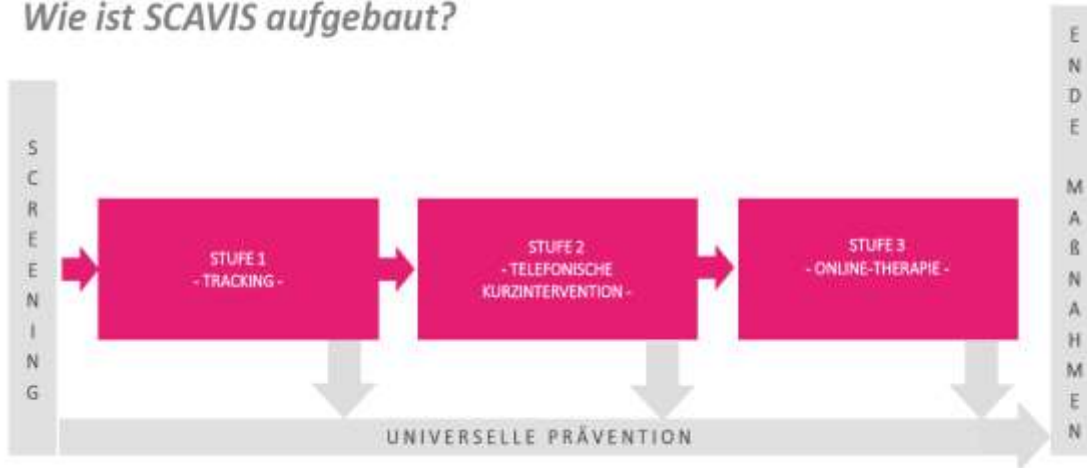 Wie ist SCAVIS aufgebaut?
SCREENING
STUFE 1
- TRACKING -
STUFE 2
- TELEFONISCHE
KURZINTERVENTION -
STUFE 3
- ONLINE-THERAPIE -
UNIVERSELLE PRÄVENTION
ENDE MAßNAHMEN